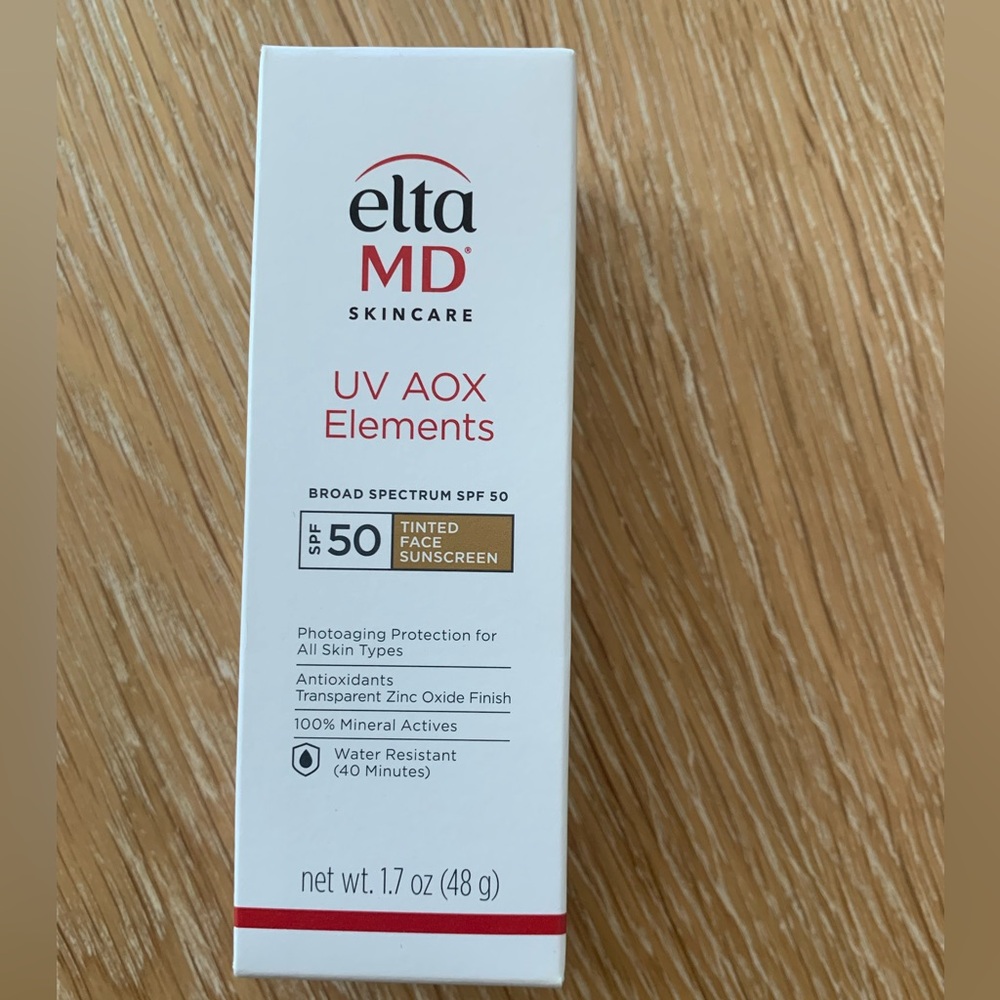 elta
MD®
SKINCARE
UV AOX
Elements
BROAD SPECTRUM SPF 50
SPF 50 TINTED
FACE
SUNSCREEN
Photoaging Protection for
All Skin Types
Antioxidants
Transparent Zinc Oxide Finish
100% Mineral Actives
Water Resistant
(40 Minutes)
net wt. 1.7 oz (48 g)